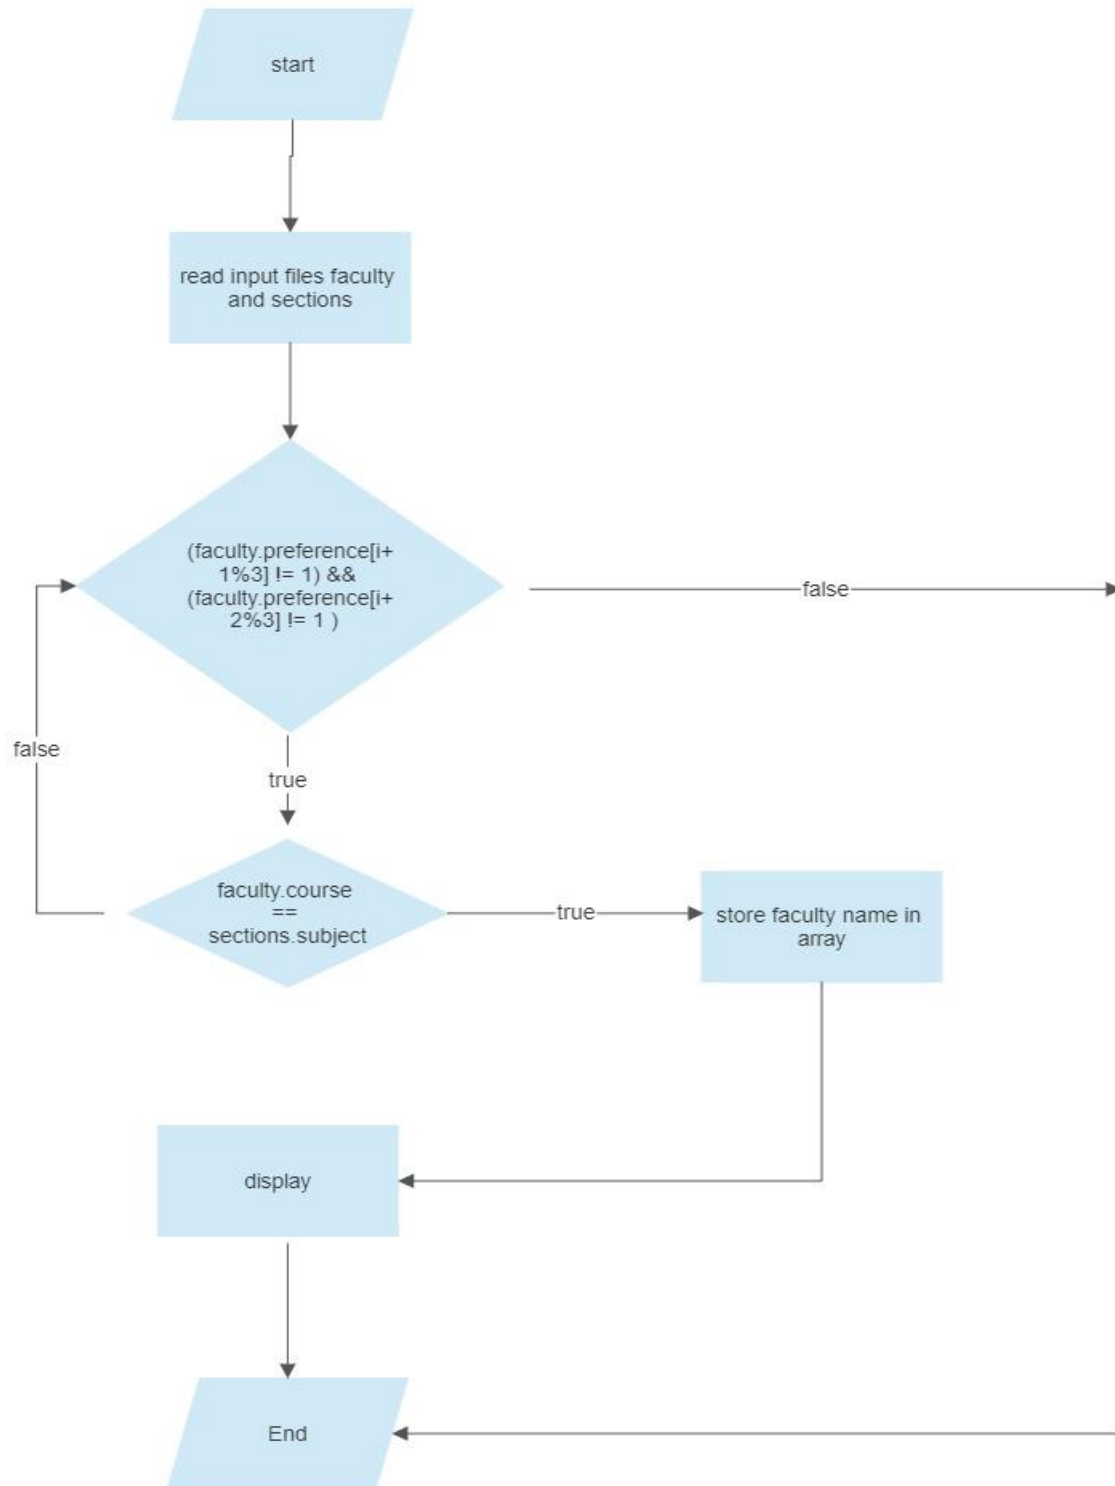 start
read input files faculty
and sections
(faculty.preference[i+
1%3] != 1) &&
(faculty.preference[i+
2%3] != 1 )
false
false
true
faculty.course
==
sections.subject
true
store faculty name in
array
display
End